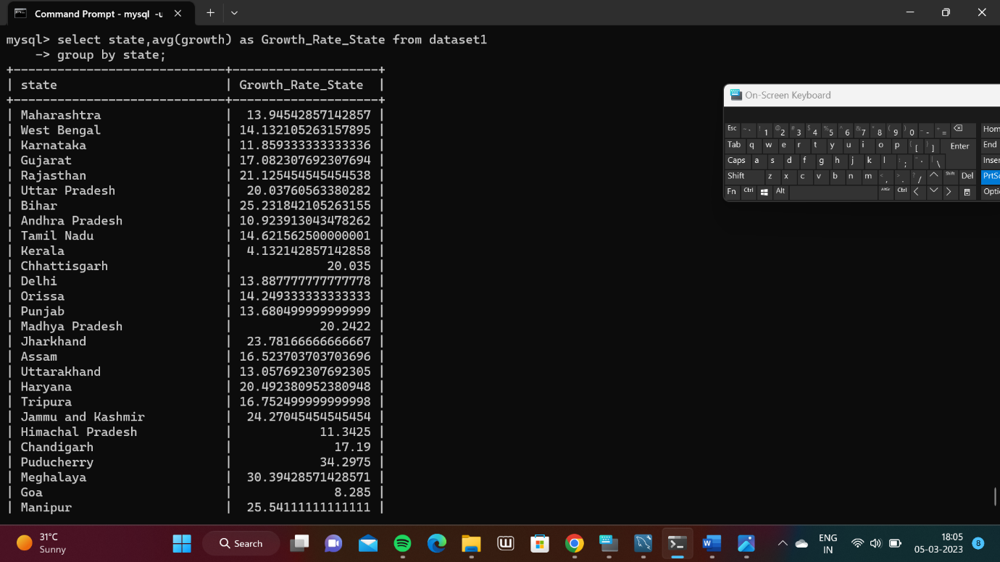 Command Prompt - mysql -u
mysql> select state,avg(growth) as Growth_Rate_State from dataset1
-> group by state;
+-----------------------------+--------------------+
| state | Growth_Rate_State |
+-----------------------------+--------------------+
| Maharashtra | 13.94542857142857 |
| West Bengal | 14.132105263157895 |
| Karnataka | 11.859333333333336 |
| Gujarat | 17.082307692307694 |
| Rajasthan | 21.125454545454538 |
| Uttar Pradesh | 20.03760563380282 |
| Bihar | 25.231842105263155 |
| Andhra Pradesh | 10.923913043478262 |
| Tamil Nadu | 14.621562500000001 |
| Kerala | 4.132142857142858 |
| Chhattisgarh | 20.035 |
| Delhi | 13.887777777777778 |
| Orissa | 14.249333333333333 |
| Punjab | 13.680499999999999 |
| Madhya Pradesh | 20.2422 |
| Jharkhand | 23.78166666666667 |
| Assam | 16.523703703703696 |
| Uttarakhand | 13.057692307692305 |
| Haryana | 20.492380952380948 |
| Tripura | 16.752499999999998 |
| Jammu and Kashmir | 24.27045454545454 |
| Himachal Pradesh | 11.3425 |
| Chandigarh | 17.19 |
| Puducherry | 34.2975 |
| Meghalaya | 30.39428571428571 |
| Goa | 8.285 |
| Manipur | 25.54111111111111 |
On-Screen Keyboard
Esc ~ ` ! 1 @ 2 # 3 $ 4 % 5 ^ 6 & 7 * 8 ( 9 ) 0 _ - + = Hom
Tab q w e r t y u i o p { [ } ] Enter End
Caps a s d f g h j k l : ; " ' | \ Inser
Shift z x c v b n m < , > . ? / Shift Del PrtSc
Fn Ctrl Alt AltGr Ctrl Opti
31°C
Sunny
Search
ENG
IN
18:05
05-03-2023
8